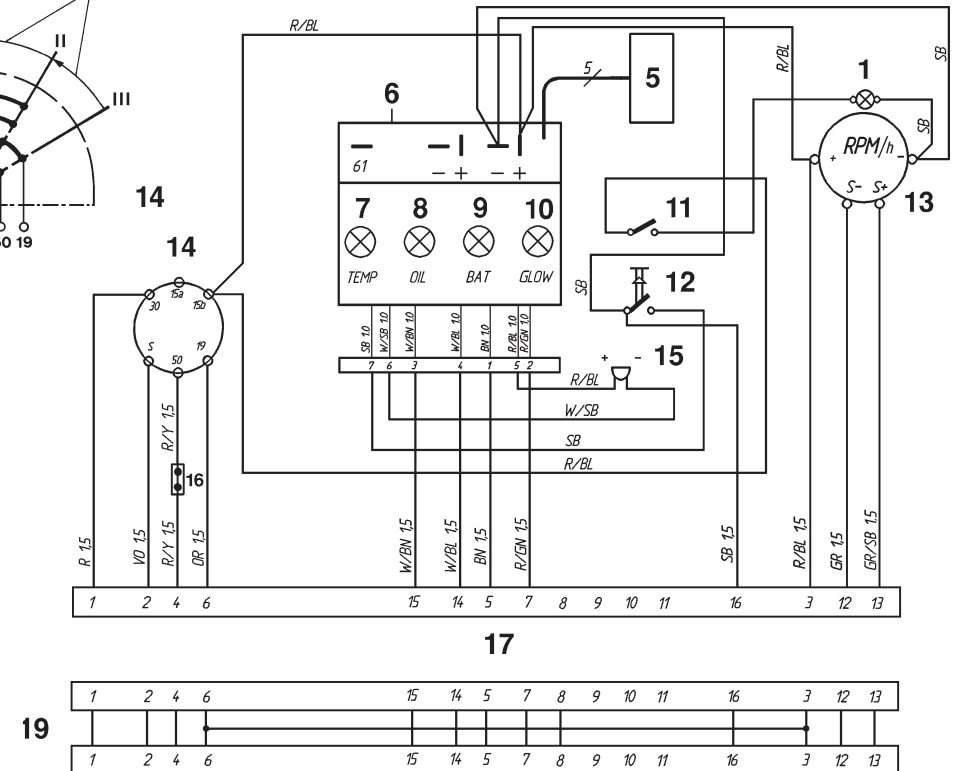 II
III
50 19
14
R/BL
5
5
6
R/BL
SB
1
SB
61
- + - +
RPM/h
+ -
S- S+
13
7 8 9 10
TEMP OIL BAT GLOW
11
12
SB
14
15a
30 15b
S 19
50
SB 1.0
W/SB 1.0
W/BN 1.0
W/BL 1.0
BN 1.0
R/BL 1.0
R/GN 1.0
7 6 3 4 1 5 2
+ - 15
R/BL
W/SB
SB
R/BL
R/Y 1,5
16
R 1,5
VO 1,5
R/Y 1,5
OR 1,5
W/BN 1,5
W/BL 1,5
BN 1,5
R/GN 1,5
SB 1,5
R/BL 1,5
GR 1,5
GR/SB 1,5
1 2 4 6 15 14 5 7 8 9 10 11 16 3 12 13
17
1 2 4 6 15 14 5 7 8 9 10 11 16 3 12 13
19
1 2 4 6 15 14 5 7 8 9 10 11 16 3 12 13